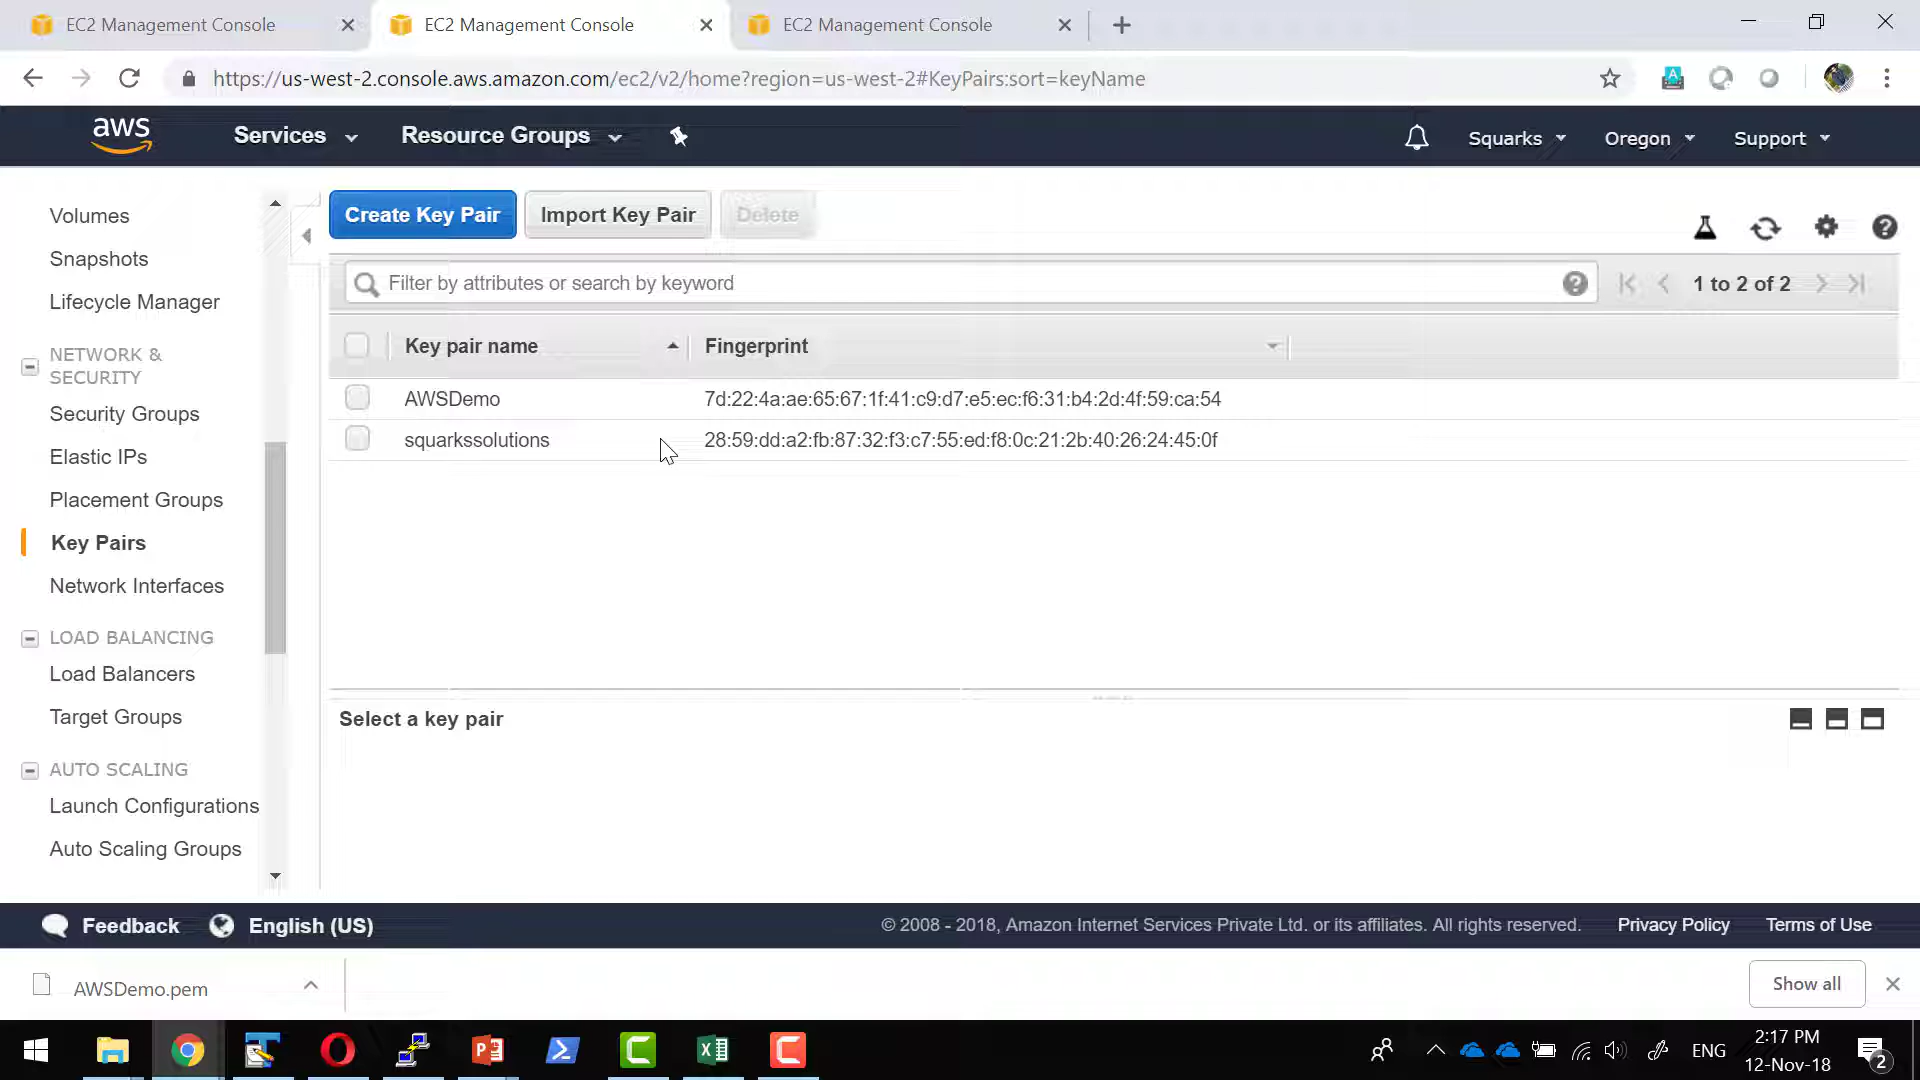 EC2 Management Console
EC2 Management Console
EC2 Management Console
https://us-west-2.console.aws.amazon.com/ec2/v2/home?region=us-west-2#KeyPairs:sort=keyName
aws
Services
Resource Groups
Squarks
Oregon
Support
Volumes
Snapshots
Lifecycle Manager
NETWORK &
SECURITY
Security Groups
Elastic IPs
Placement Groups
Key Pairs
Network Interfaces
LOAD BALANCING
Load Balancers
Target Groups
AUTO SCALING
Launch Configurations
Auto Scaling Groups
Create Key Pair
Import Key Pair
Delete
Filter by attributes or search by keyword
1 to 2 of 2
Key pair name
Fingerprint
AWSDemo
7d:22:4a:ae:65:67:1f:41:c9:d7:e5:ec:f6:31:b4:2d:4f:59:ca:54
squarkssolutions
28:59:dd:a2:fb:87:32:f3:c7:55:ed:f8:0c:21:2b:40:26:24:45:0f
Select a key pair
Feedback
English (US)
© 2008 - 2018, Amazon Internet Services Private Ltd. or its affiliates. All rights reserved.
Privacy Policy
Terms of Use
AWSDemo.pem
Show all
ENG
2:17 PM
12-Nov-18
2